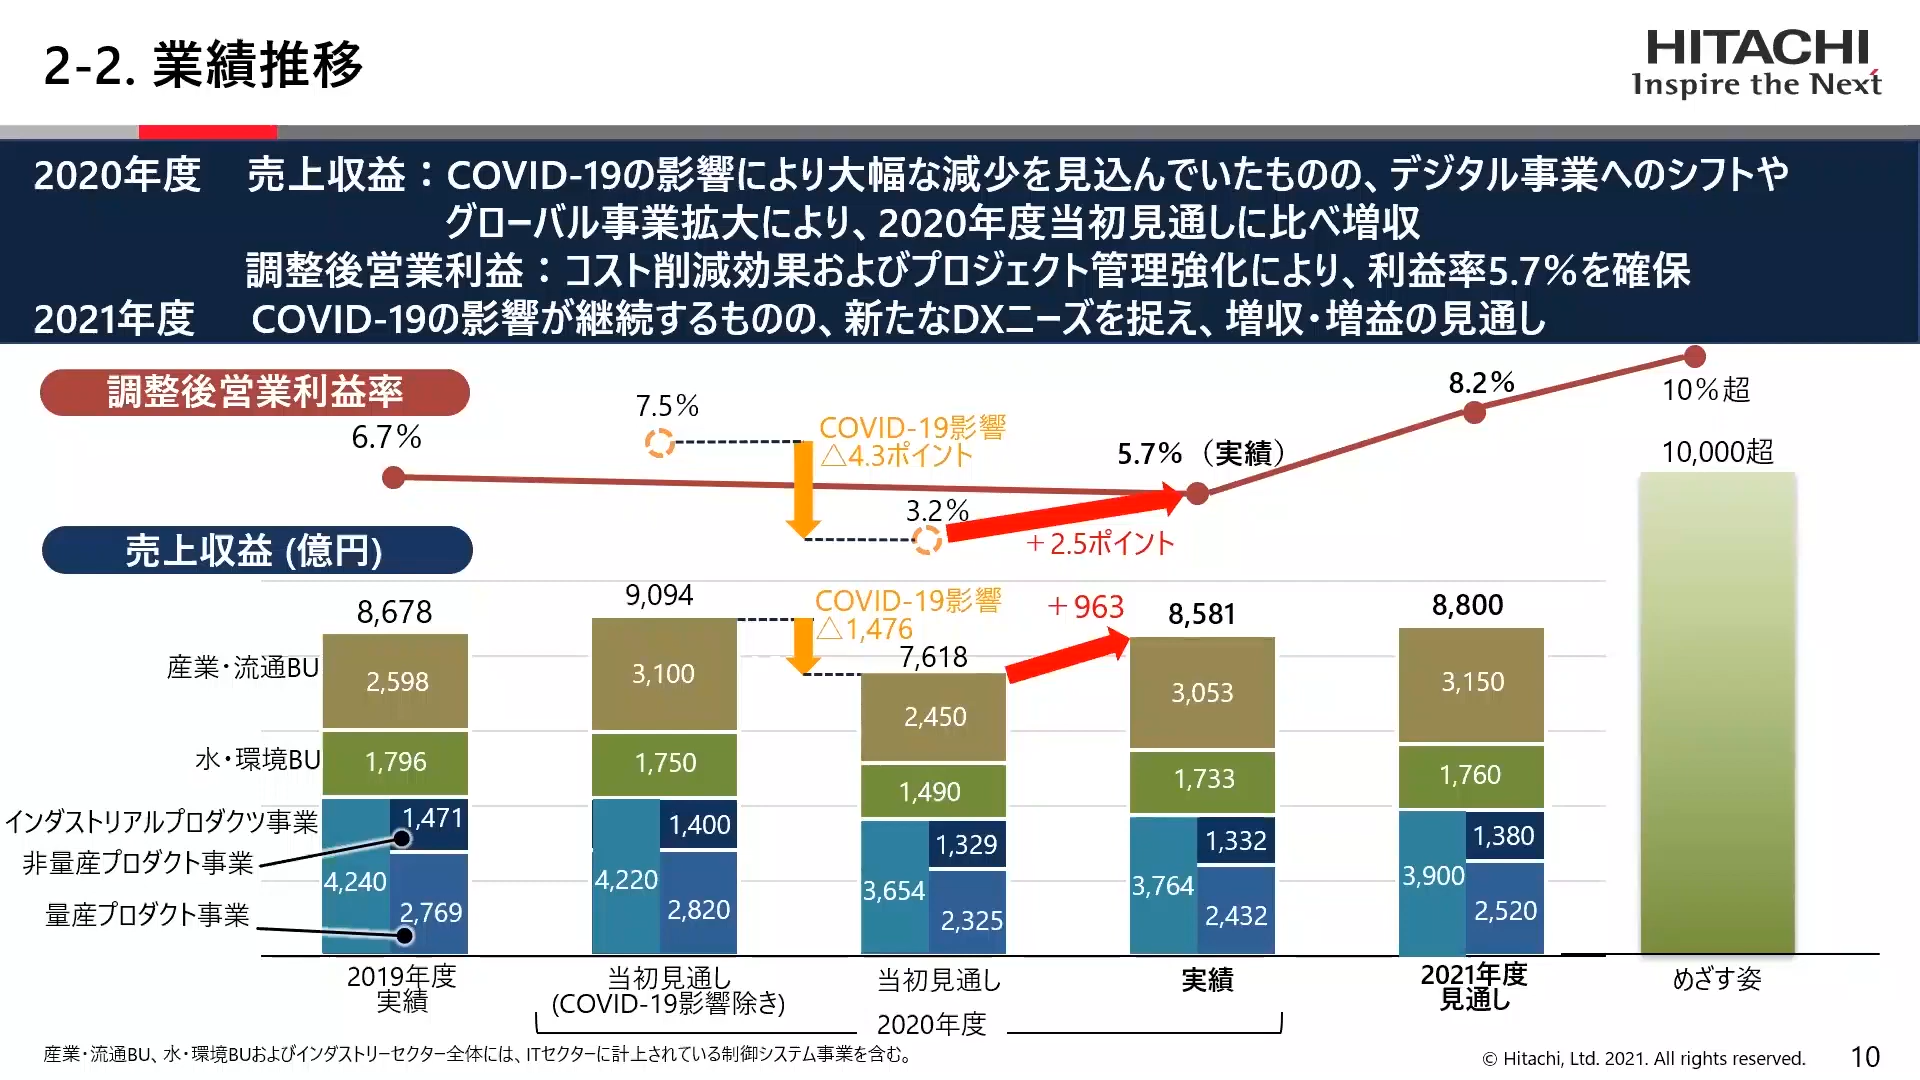 2-2. 業績推移
HITACHI
Inspire the Next
2020年度 売上収益：COVID-19の影響により大幅な減少を見込んでいたものの、デジタル事業へのシフトや
グローバル事業拡大により、2020年度当初見通しに比べ増収
調整後営業利益：コスト削減効果およびプロジェクト管理強化により、利益率5.7%を確保
2021年度 COVID-19の影響が継続するものの、新たなDXニーズを捉え、増収・増益の見通し
調整後営業利益率
6.7%
7.5%
COVID-19影響
△4.3ポイント
3.2%
5.7%（実績）
＋2.5ポイント
8.2%
10%超
売上収益 (億円)
8,678
9,094
COVID-19影響
△1,476
7,618
＋963
8,581
8,800
10,000超
産業・流通BU
2,598
3,100
2,450
3,053
3,150
水・環境BU
1,796
1,750
1,490
1,733
1,760
インダストリアルプロダクツ事業
4,240
4,220
3,654
3,764
3,900
非量産プロダクト事業
1,471
1,400
1,329
1,332
1,380
量産プロダクト事業
2,769
2,820
2,325
2,432
2,520
2019年度
実績
当初見通し
(COVID-19影響除き)
当初見通し
実績
2020年度
2021年度
見通し
めざす姿
産業・流通BU、水・環境BUおよびインダストリーセクター全体には、ITセクターに計上されている制御システム事業を含む。
© Hitachi, Ltd. 2021. All rights reserved.
10